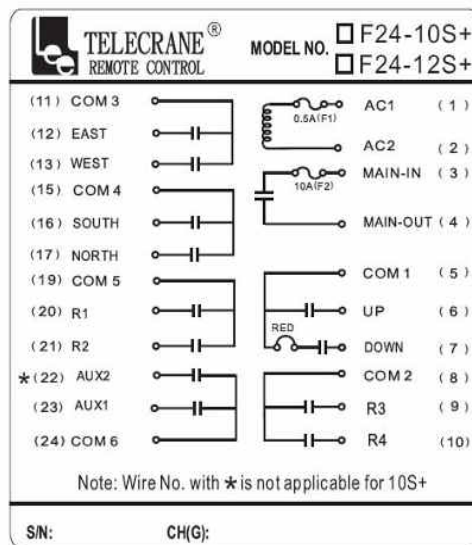 Lee TELECRANE®
REMOTE CONTROL
MODEL NO. □ F24-10S+
□ F24-12S+
(11) COM 3
(12) EAST
(13) WEST
(15) COM 4
(16) SOUTH
(17) NORTH
(19) COM 5
(20) R1
(21) R2
*(22) AUX2
(23) AUX1
(24) COM 6
0.5A(F1)
AC1 (1)
AC2 (2)
MAIN-IN (3)
10A(F2)
MAIN-OUT (4)
COM 1 (5)
UP (6)
RED
DOWN (7)
COM 2 (8)
R3 (9)
R4 (10)
Note: Wire No. with * is not applicable for 10S+
S/N: CH(G):